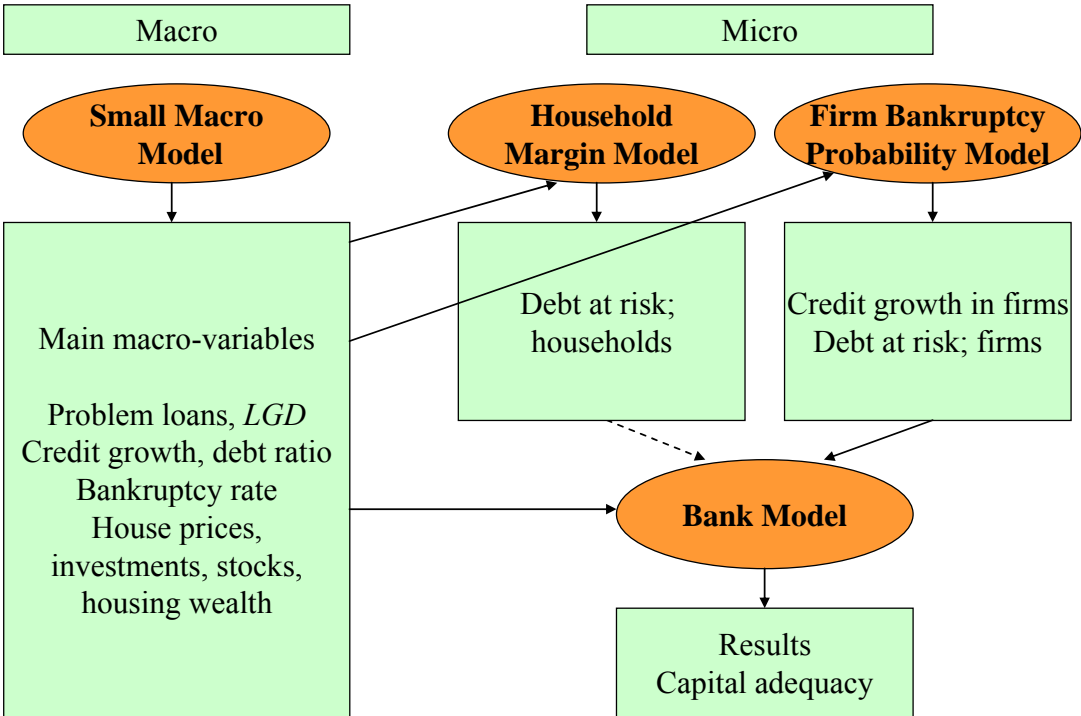 Macro
Micro
Small Macro
Model
Household
Margin Model
Firm Bankruptcy
Probability Model
Main macro-variables
Problem loans, LGD
Credit growth, debt ratio
Bankruptcy rate
House prices,
investments, stocks,
housing wealth
Debt at risk;
households
Credit growth in firms
Debt at risk; firms
Bank Model
Results
Capital adequacy